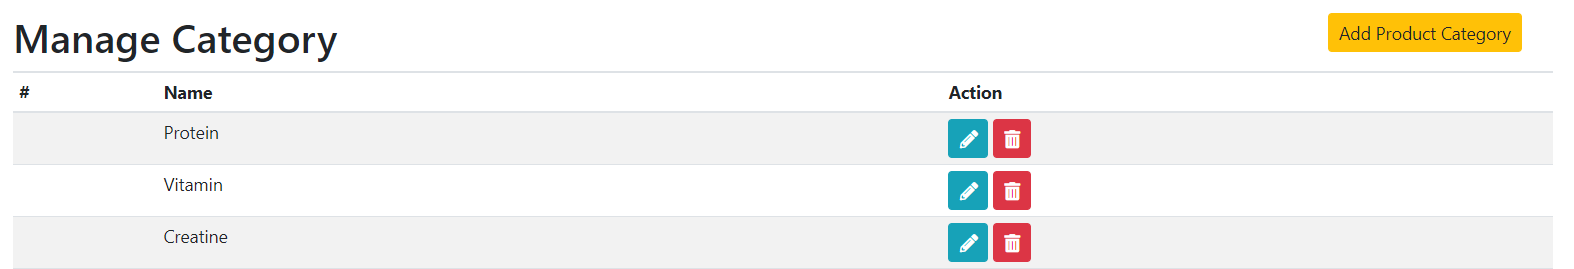 Manage Category
Add Product Category
# Name Action
Protein
Vitamin
Creatine